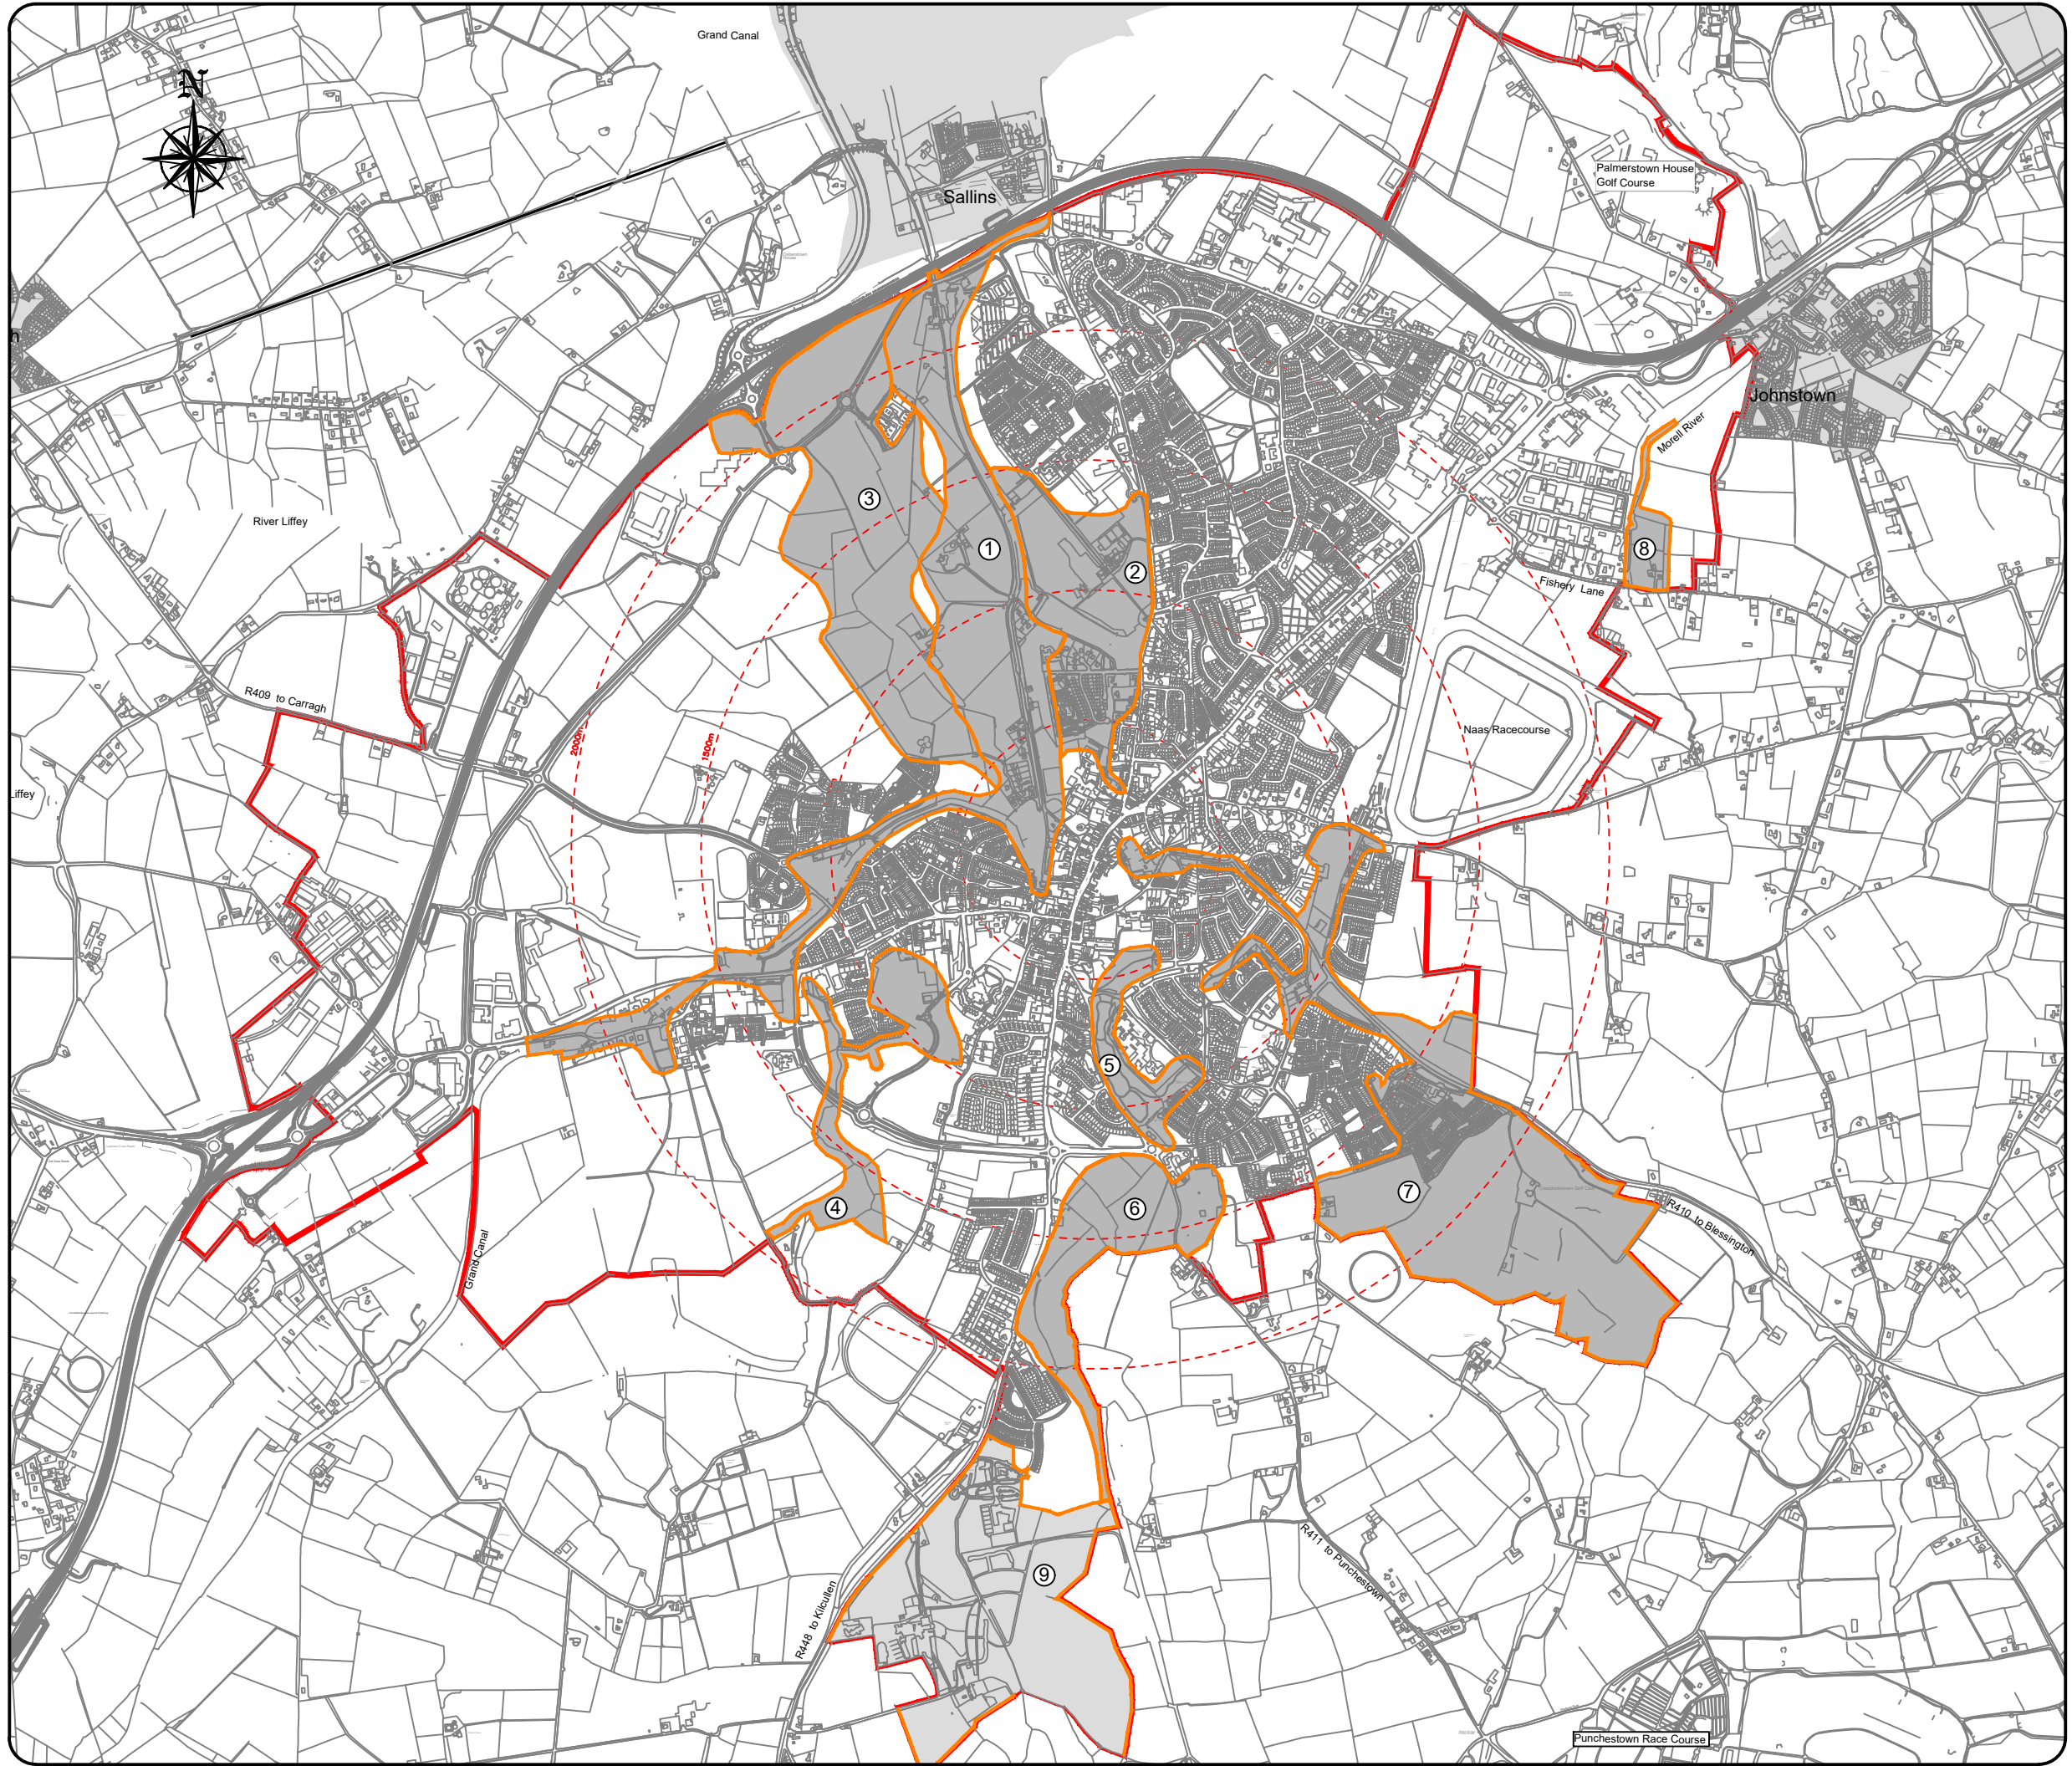 Grand Canal
N
Sallins
Palmerstown House
Golf Course
Johnstown
Morell River
3
1
2
8
River Liffey
Fishery Lane
R409 to Carragh
2000m
1500m
Naas Racecourse
Liffey
5
4
6
7
R410 to Blessington
Grand Canal
9
R411 to Punchestown
R448 to Kilcullen
Punchestown Race Course